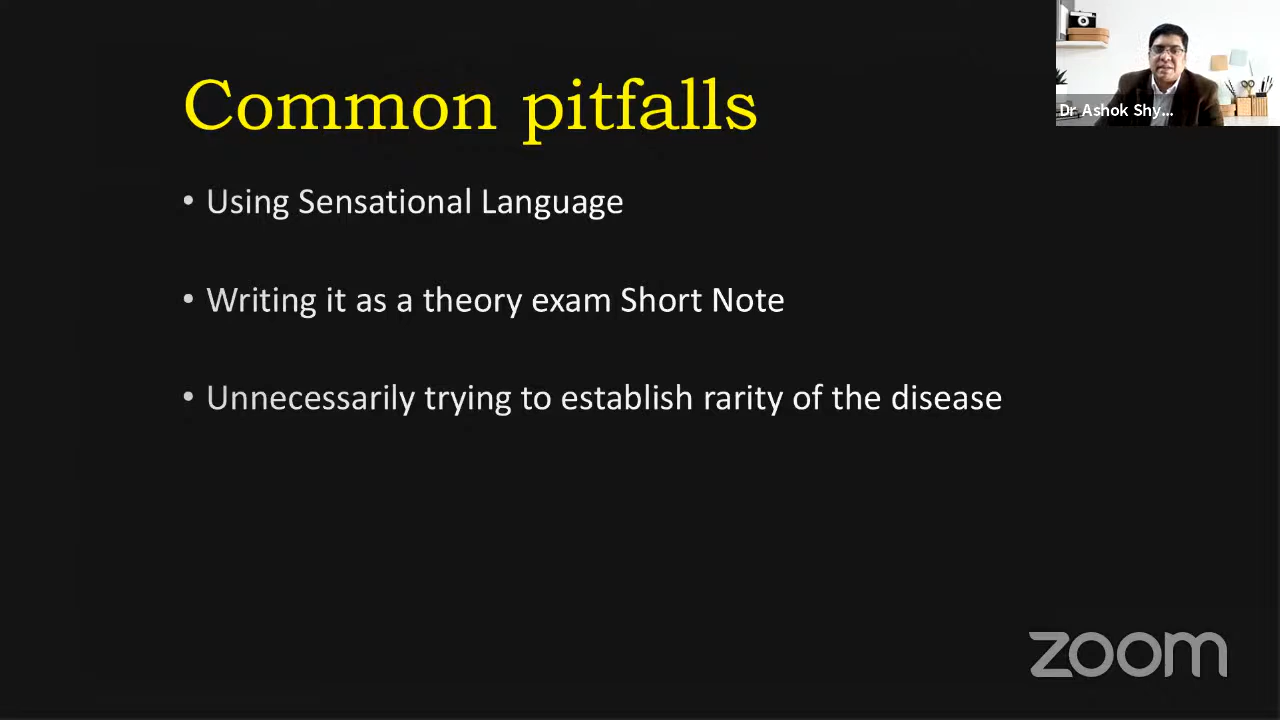 Common pitfalls
Dr Ashok Shy...
• Using Sensational Language
• Writing it as a theory exam Short Note
• Unnecessarily trying to establish rarity of the disease
zoom